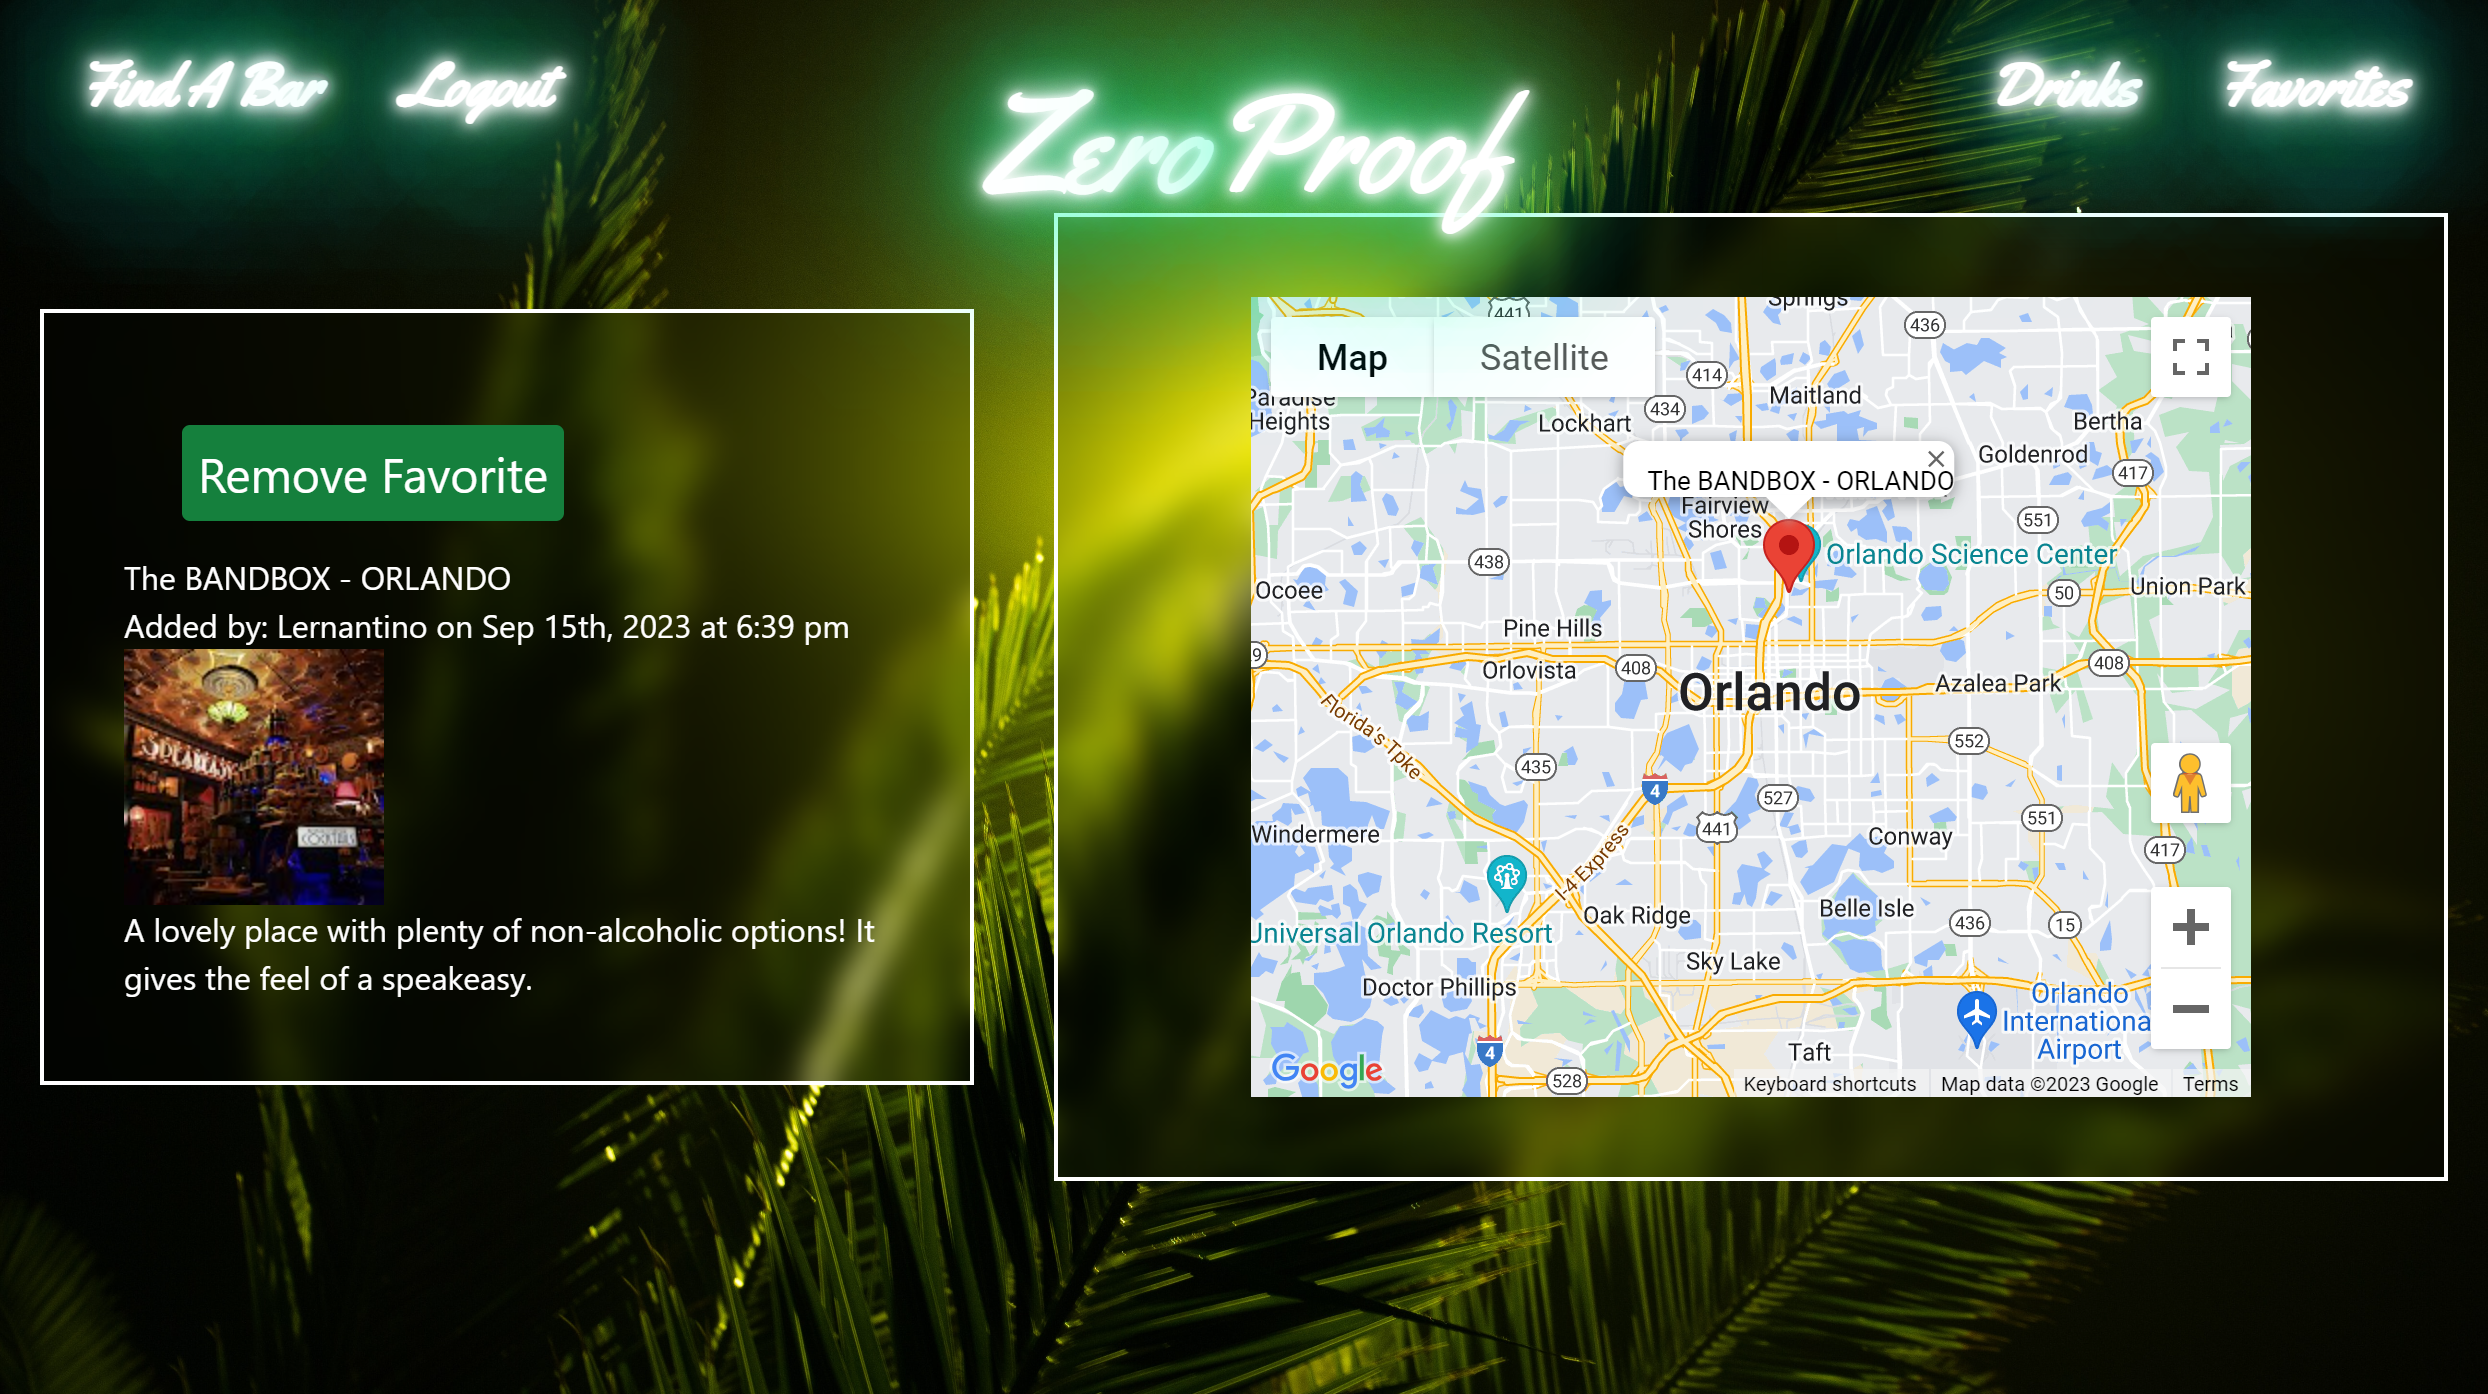 Find A Bar
Logout
Zero Proof
Drinks
Favorites
Remove Favorite
The BANDBOX - ORLANDO
Added by: Lernantino on Sep 15th, 2023 at 6:39 pm
SPEAKEASY
COCKTAILS
A lovely place with plenty of non-alcoholic options! It
gives the feel of a speakeasy.
Map
Satellite
441
Springs
436
414
Maitland
434
Paradise
Heights
Lockhart
Bertha
Goldenrod
417
The BANDBOX - ORLANDO
Fairview
Shores
551
438
Orlando Science Center
Ocoee
50
Union Park
Pine Hills
9
Orlovista
408
408
Orlando
Azalea Park
Florida's Tpke
552
435
4
527
551
441
Windermere
Conway
417
I-4 Express
Universal Orlando Resort
Oak Ridge
Belle Isle
436
15
Sky Lake
Doctor Phillips
Orlando
Internationa
Airport
4
Taft
Google
528
Keyboard shortcuts
Map data ©2023 Google
Terms